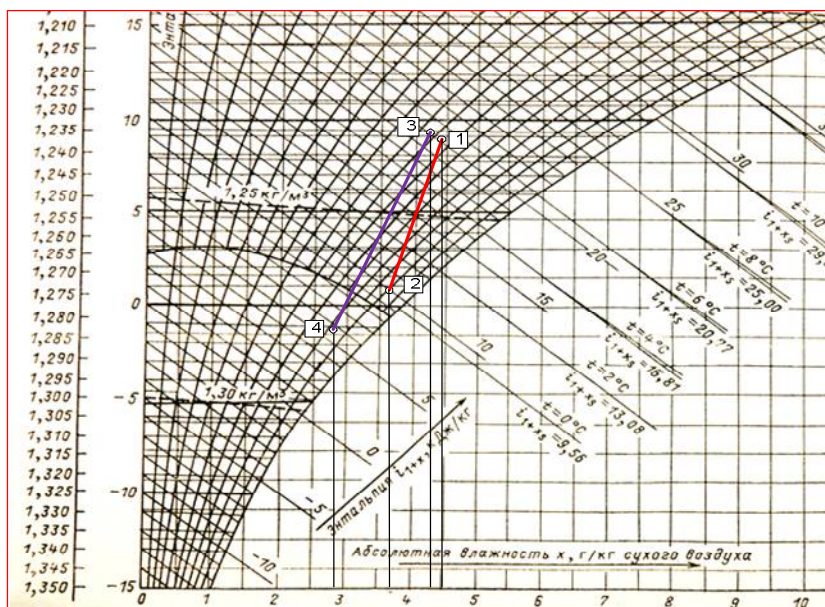 1,210
1,215
1,220
1,225
1,230
1,235
1,240
1,245
1,250
1,255
1,260
1,265
1,270
1,275
1,280
1,285
1,290
1,295
1,300
1,305
1,310
1,315
1,320
1,325
1,330
1,335
1,340
1,345
1,350
15
10
5
0
-5
-10
-15
Энта
1,25 кг/м³
1,30 кг/м³
3
1
2
4
30
25
20
15
10
5
0
-5
-10
t=10
i₁₊ₓₛ=29,
t=8°C
i₁₊ₓₛ=25,00
t=6°C
i₁₊ₓₛ=20,77
t=4°C
i₁₊ₓₛ=16,81
t=2°C
i₁₊ₓₛ=13,08
t=0°C
i₁₊ₓₛ=9,56
Энтальпия i₁₊ₓ, Дж/кг
Абсолютная влажность x, г/кг сухого воздуха
0 1 2 3 4 5 6 7 8 9 10